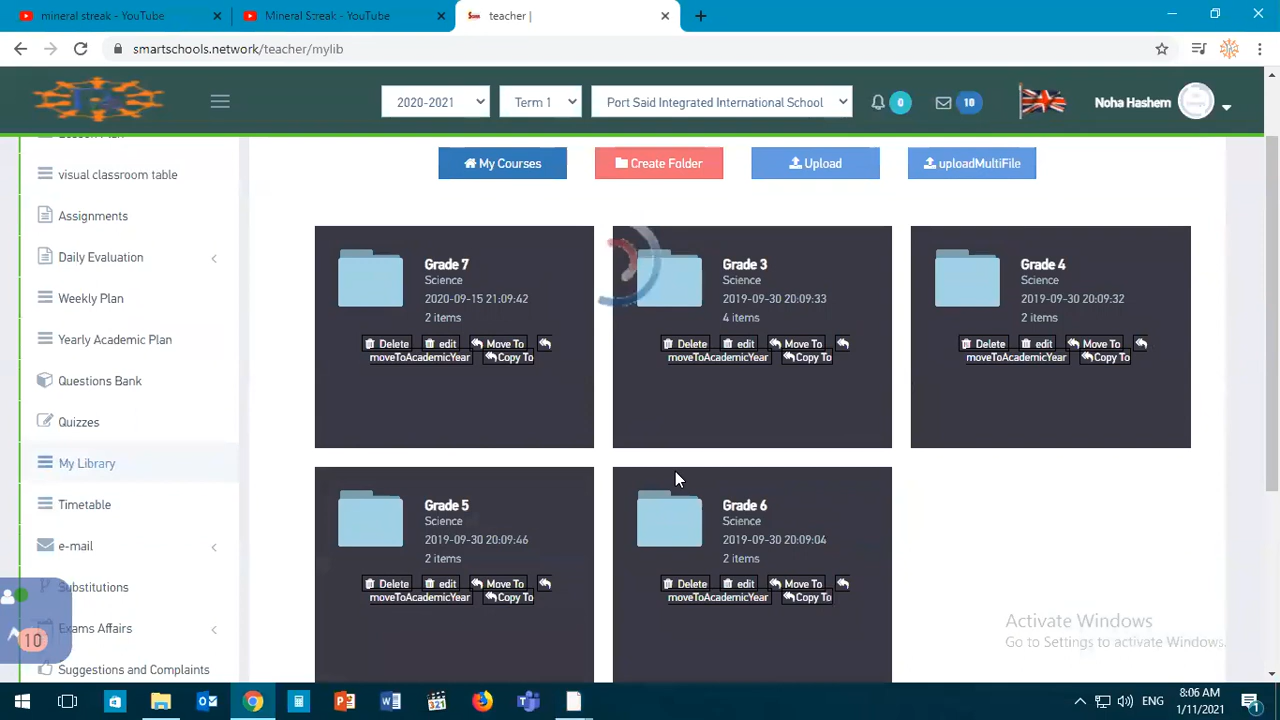 mineral streak - YouTube
Mineral Streak - YouTube
teacher |
smartschools.network/teacher/mylib
2020-2021
Term 1
Port Said Integrated International School
0
10
Noha Hashem
visual classroom table
Assignments
Daily Evaluation
Weekly Plan
Yearly Academic Plan
Questions Bank
Quizzes
My Library
Timetable
e-mail
Substitutions
Exams Affairs
10
Suggestions and Complaints
My Courses
Create Folder
Upload
uploadMultiFile
Grade 7
Science
2020-09-15 21:09:42
2 items
Delete edit Move To
moveToAcademicYear Copy To
Grade 3
Science
2019-09-30 20:09:33
4 items
Delete edit Move To
moveToAcademicYear Copy To
Grade 4
Science
2019-09-30 20:09:32
2 items
Delete edit Move To
moveToAcademicYear Copy To
Grade 5
Science
2019-09-30 20:09:46
2 items
Delete edit Move To
moveToAcademicYear Copy To
Grade 6
Science
2019-09-30 20:09:04
2 items
Delete edit Move To
moveToAcademicYear Copy To
Activate Windows
Go to Settings to activate Windows.
ENG
8:06 AM
1/11/2021